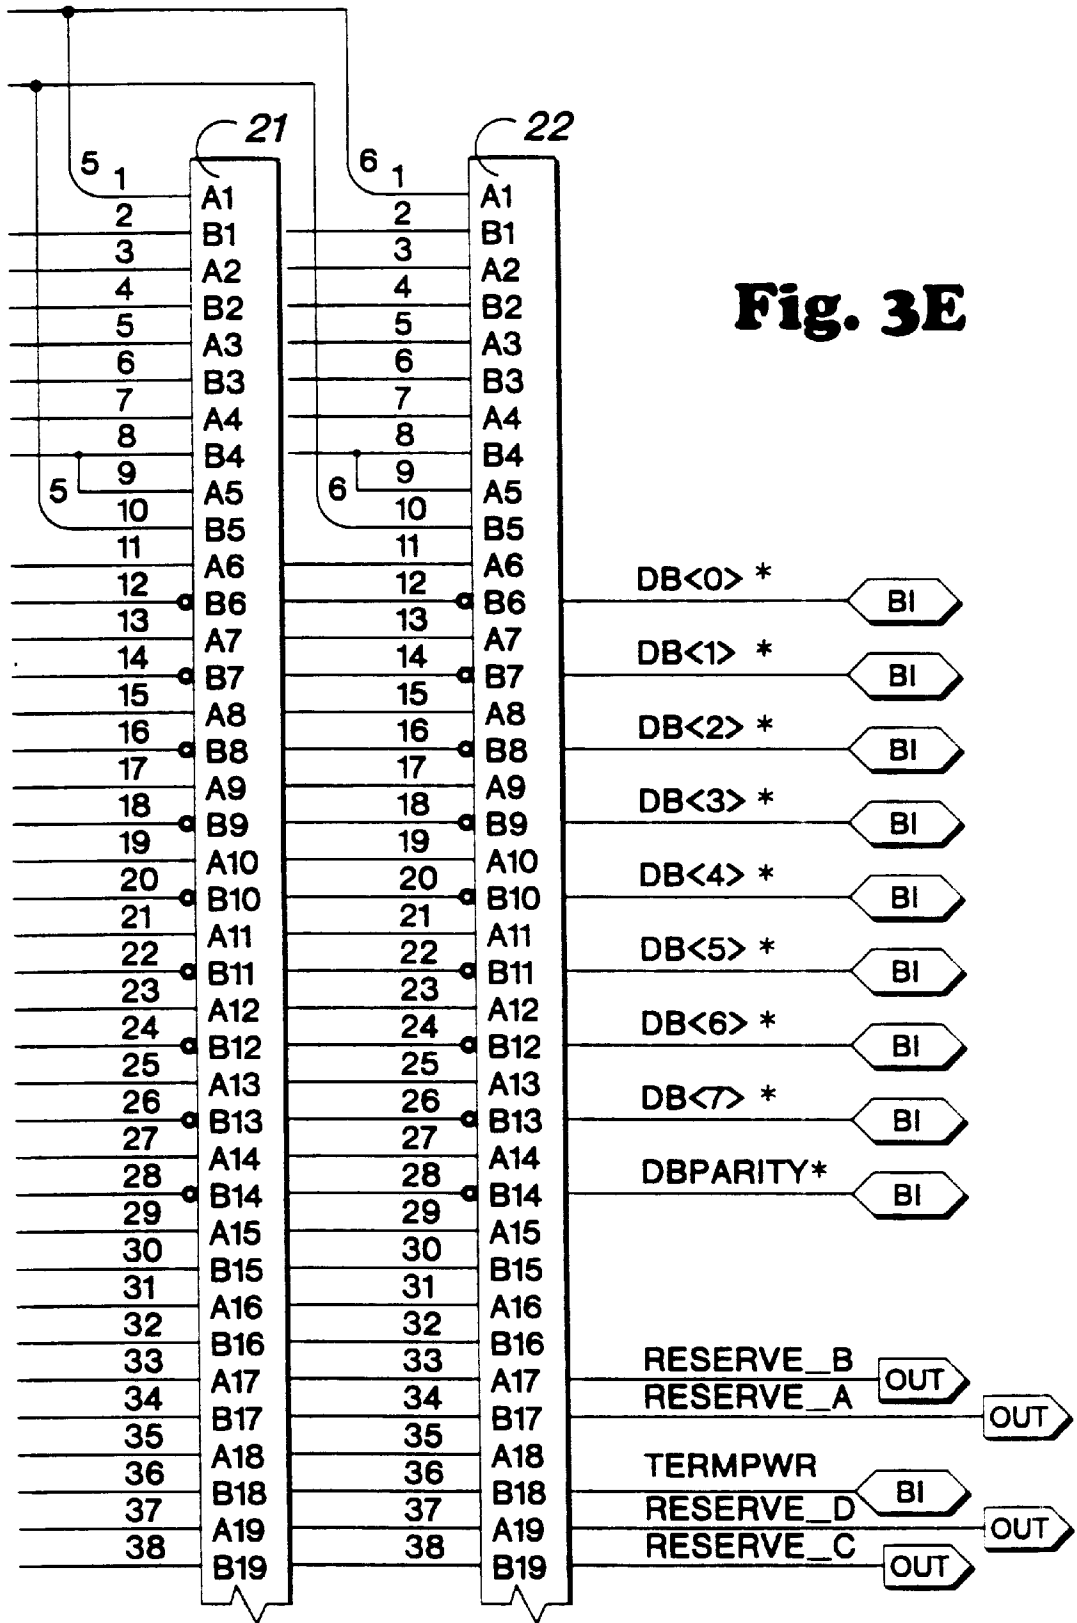 21 22
5 1 A1 6 1 A1
2 B1 2 B1
3 A2 3 A2
4 B2 4 B2
Fig. 3E
5 A3 5 A3
6 B3 6 B3
7 A4 7 A4
8 B4 8 B4
5 9 A5 6 9 A5
10 B5 10 B5
11 A6 11 A6
12 B6 12 B6 DB<0> * BI
13 A7 13 A7
14 B7 14 B7 DB<1> * BI
15 A8 15 A8
16 B8 16 B8 DB<2> * BI
17 A9 17 A9
18 B9 18 B9 DB<3> * BI
19 A10 19 A10
20 B10 20 B10 DB<4> * BI
21 A11 21 A11
22 B11 22 B11 DB<5> * BI
23 A12 23 A12
24 B12 24 B12 DB<6> * BI
25 A13 25 A13
26 B13 26 B13 DB<7> * BI
27 A14 27 A14
28 B14 28 B14 DBPARITY* BI
29 A15 29 A15
30 B15 30 B15
31 A16 31 A16
32 B16 32 B16
33 A17 33 A17 RESERVE_B OUT
34 B17 34 B17 RESERVE_A OUT
35 A18 35 A18
36 B18 36 B18 TERMPWR BI
37 A19 37 A19 RESERVE_D OUT
38 B19 38 B19 RESERVE_C OUT